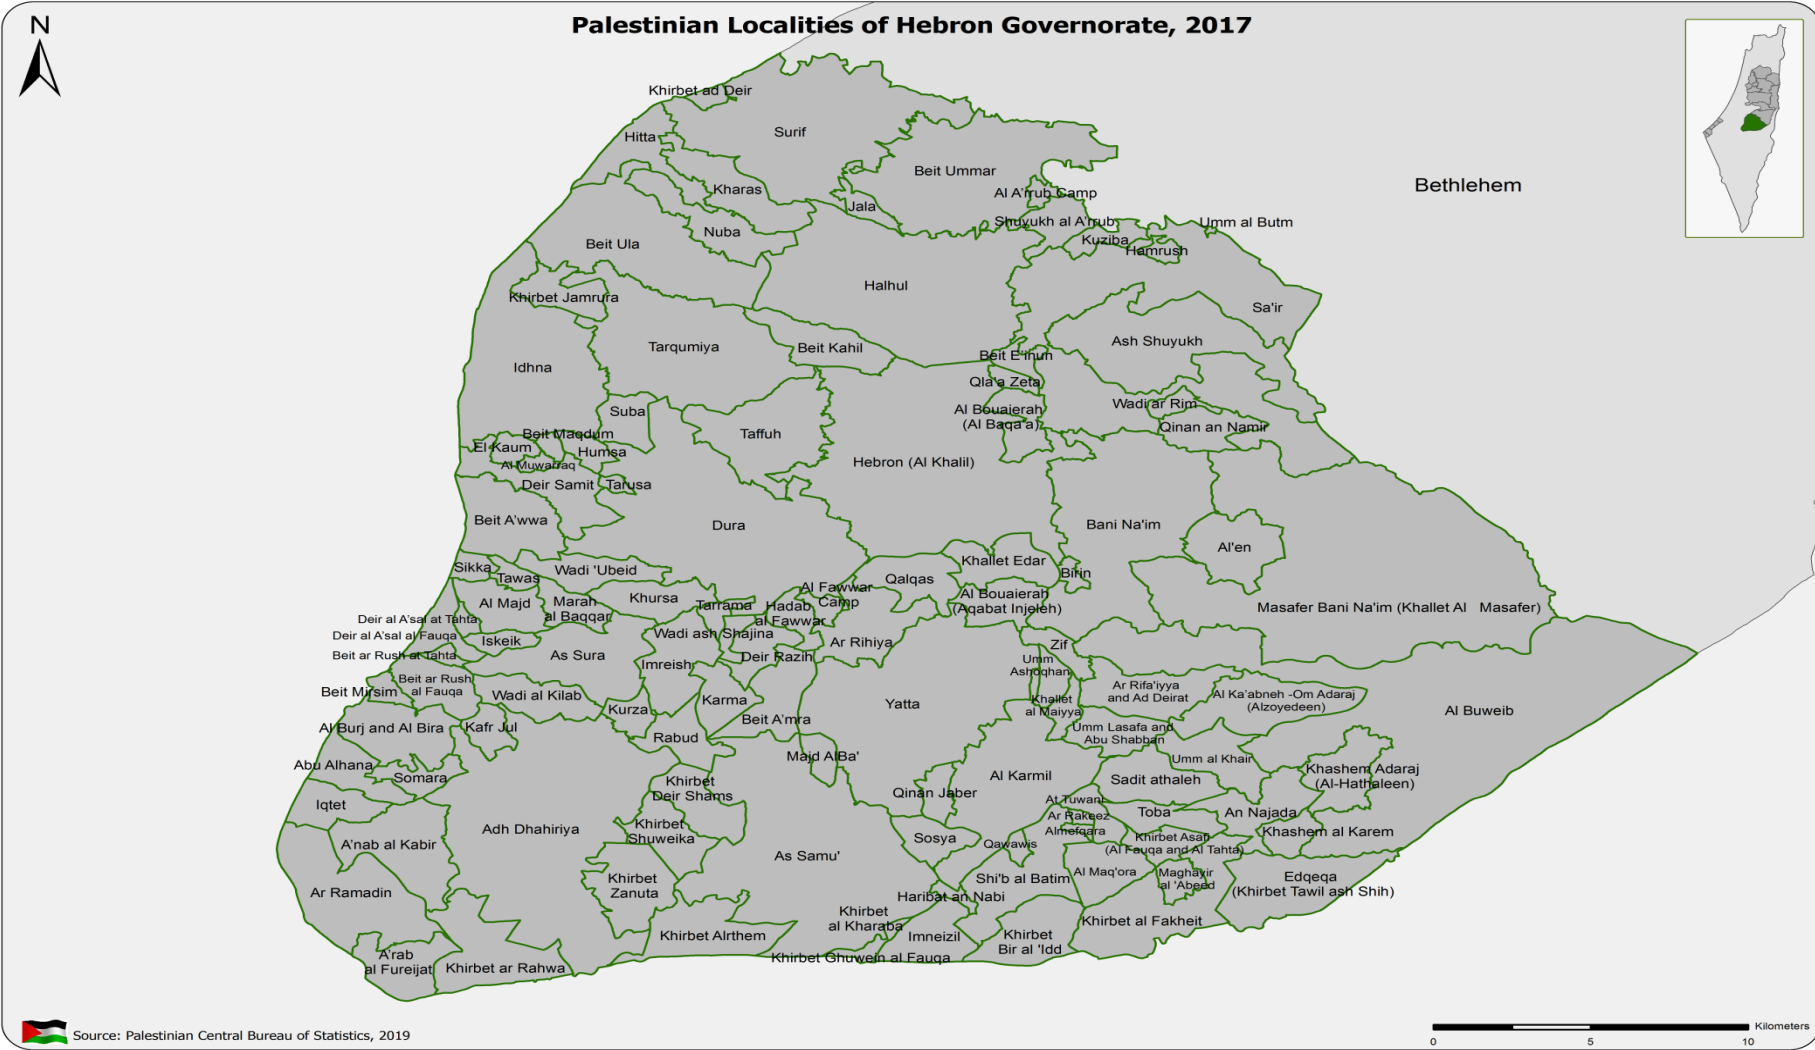 Palestinian Localities of Hebron Governorate, 2017
N
Khirbet ad Deir
Surif
Hitta
Beit Ummar
Bethlehem
Kharas
Al A'rrub Camp
Jala
Shuyukh al A'rrub
Umm al Butm
Nuba
Kuziba
Beit Ula
Hamrush
Halhul
Khirbet Jamrura
Sa'ir
Ash Shuyukh
Tarqumiya
Beit Kahil
Beit E'inun
Idhna
Qla'a Zeta
Wadi ar Rim
Suba
Al Bouaierah
(Al Baqa'a)
Qinan an Namir
Beit Maqdum
Taffuh
El Kaum
Humsa
Al Muwarraq
Hebron (Al Khalil)
Deir Samit
Tarusa
Beit A'wwa
Dura
Bani Na'im
Al'en
Khallet Edar
Sikka
Wadi 'Ubeid
Birin
Tawas
Qalqas
Al Fawwar
Camp
Al Bouaierah
(Aqabat Injeleh)
Khursa
Al Majd
Marah
al Baqqar
Tarrama
Hadab
al Fawwar
Masafer Bani Na'im (Khallet Al Masafer)
Deir al A'sal at Tahta
Deir al A'sal al Fauqa
Wadi ash Shajina
Iskeik
Ar Rihiya
Zif
Beit ar Rush at Tahta
As Sura
Deir Razih
Umm
Ashoqhan
Imreish
Beit ar Rush
al Fauqa
Beit Mirsim
Wadi al Kilab
Karma
Yatta
Khallet
al Maiyya
Ar Rifa'iyya
and Ad Deirat
Al Ka'abneh -Om Adaraj
(Alzoyedeen)
Kurza
Al Buweib
Beit A'mra
Al Burj and Al Bira
Kafr Jul
Umm Lasafa and
Abu Shabban
Rabud
Majd AlBa'
Umm al Khair
Abu Alhana
Somara
Khirbet
Deir Shams
Al Karmil
Sadit athaleh
Khashem Adaraj
(Al-Hathaleen)
Qinan Jaber
Iqtet
At Tuwani
Toba
An Najada
Ar Rakeez
Adh Dhahiriya
Khirbet
Shuweika
Almefqara
Khashem al Karem
Sosya
Qawawis
Khirbet Asafi
(Al Fauqa and Al Tahta)
A'nab al Kabir
As Samu'
Al Maq'ora
Maghayir
al 'Abeed
Edqeqa
(Khirbet Tawil ash Shih)
Shi'b al Batim
Khirbet
Zanuta
Ar Ramadin
Haribat an Nabi
Khirbet
al Kharaba
Khirbet al Fakheit
Khirbet Alrthem
Imneizil
Khirbet
Bir al 'Idd
A'rab
al Fureijat
Khirbet ar Rahwa
Khirbet Ghuwein al Fauqa
Source: Palestinian Central Bureau of Statistics, 2019
Kilometers
0 5 10